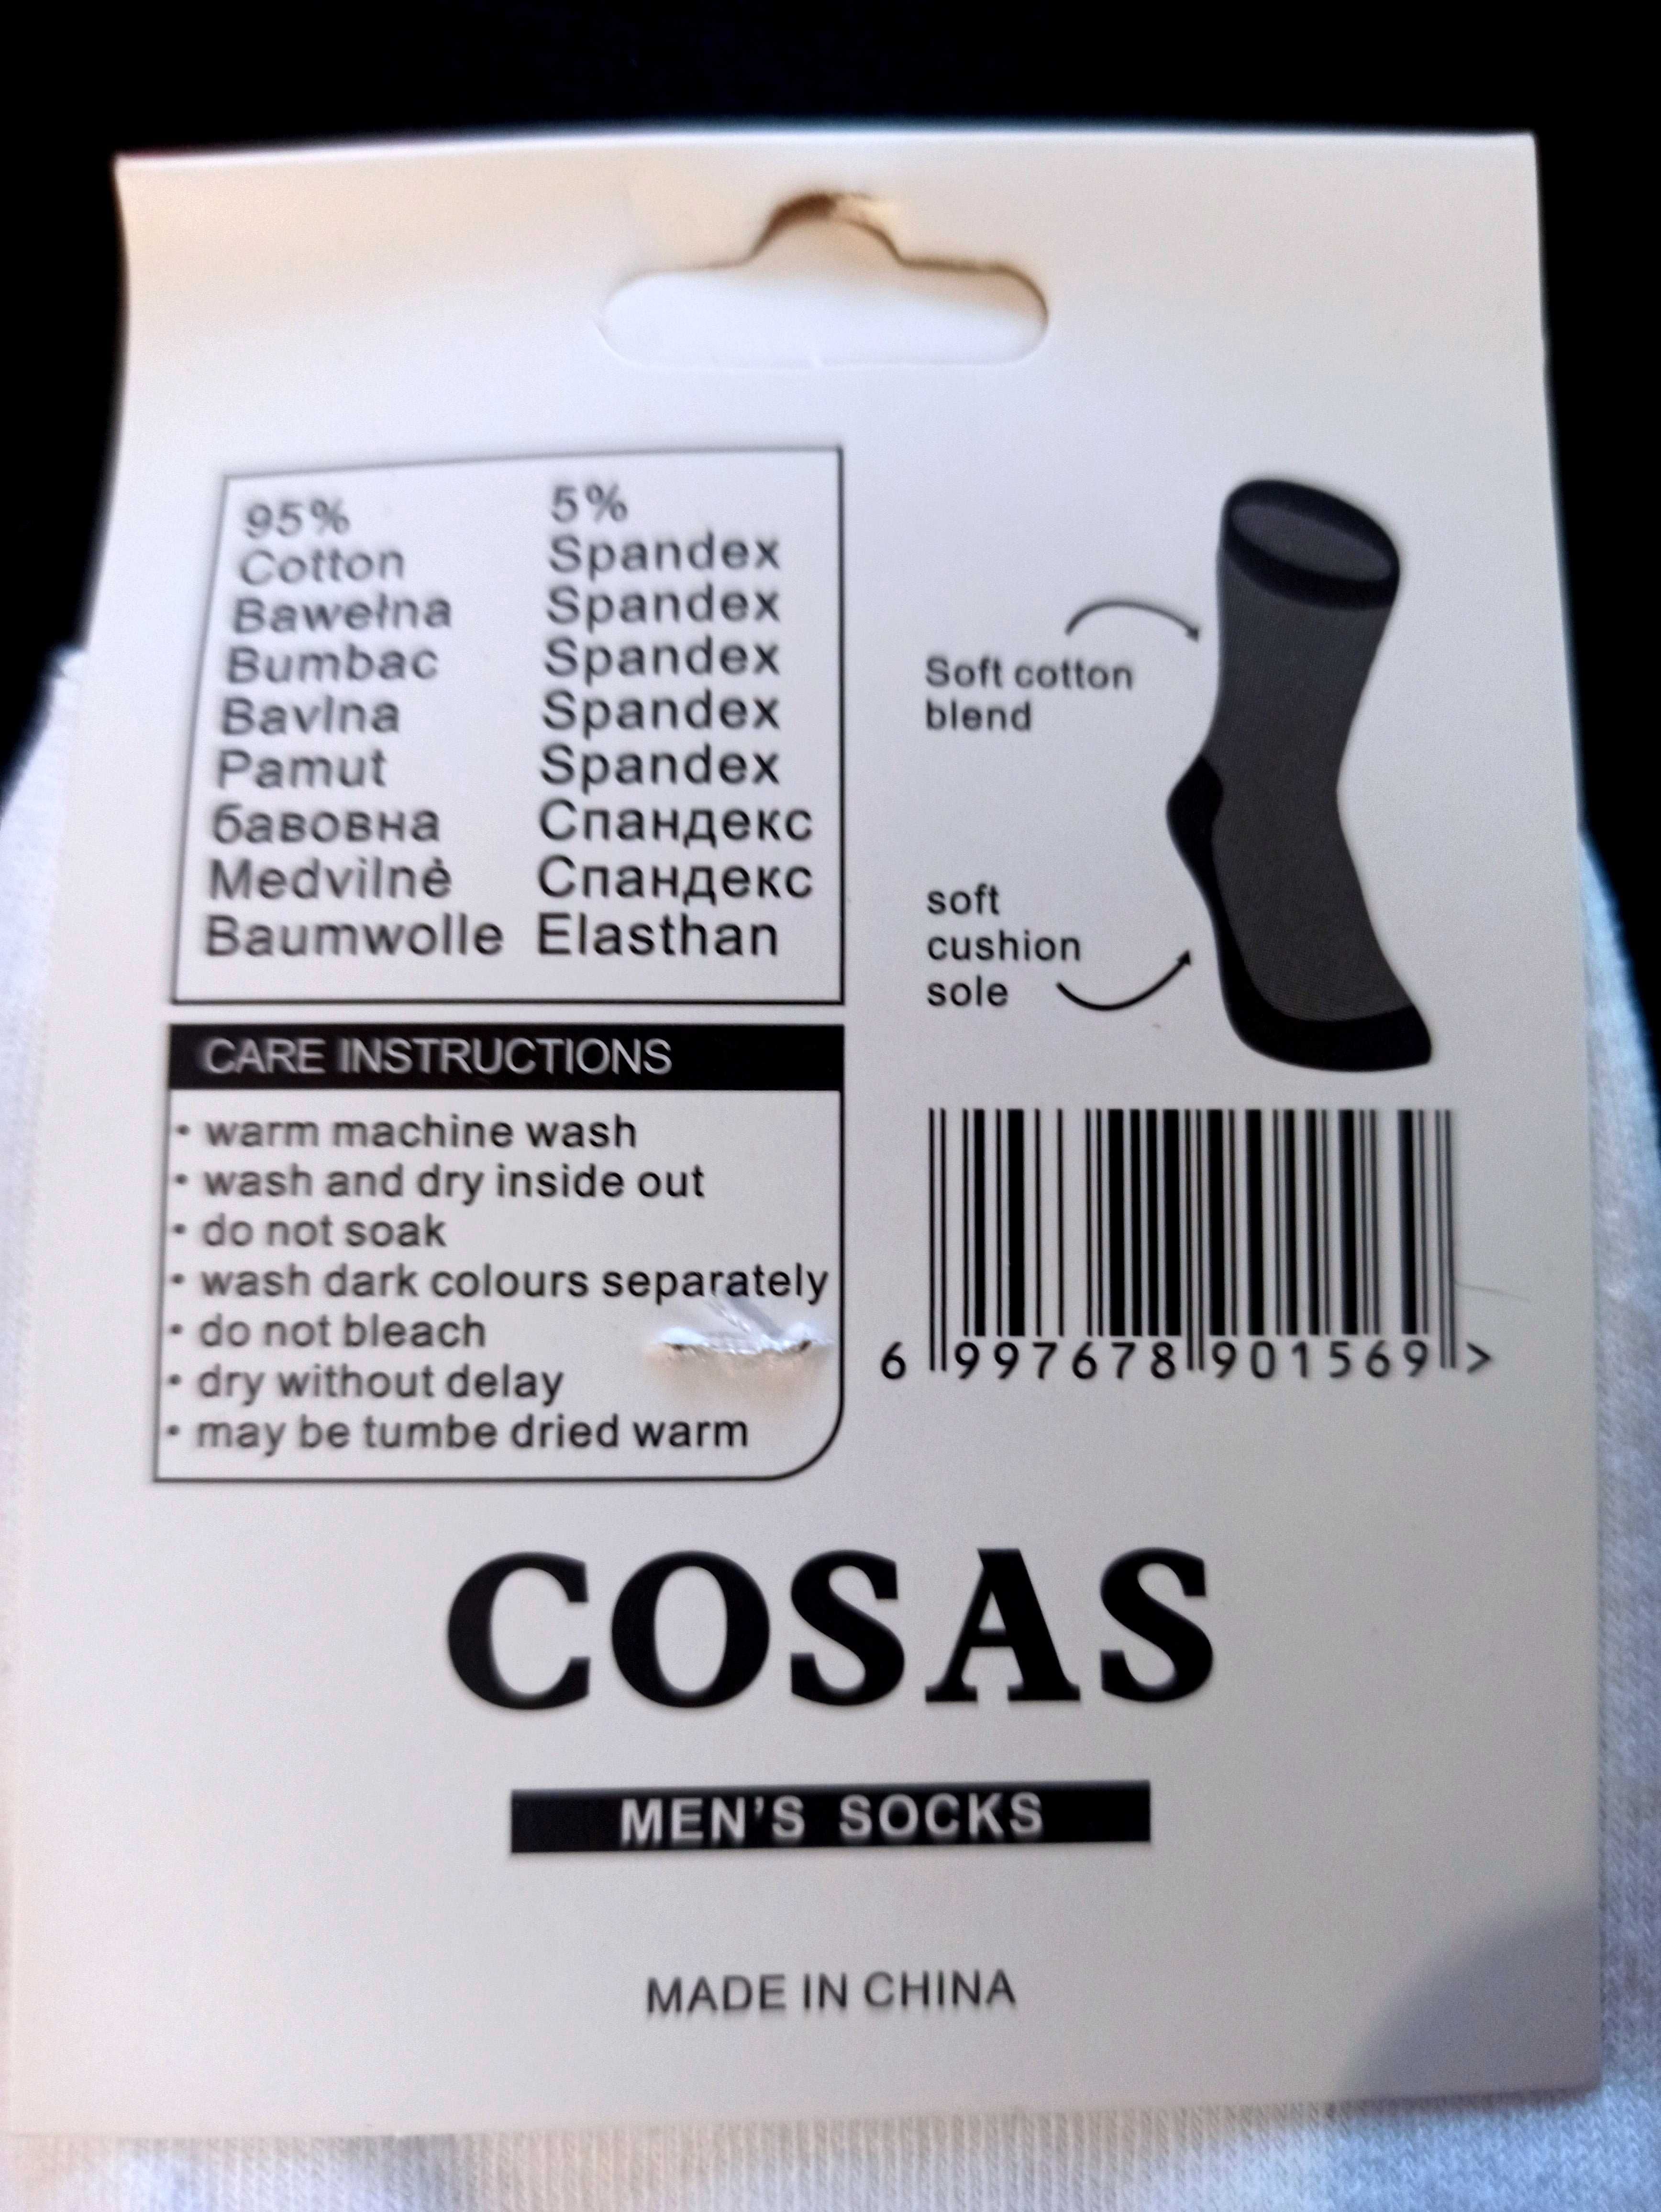 95% 5%
Cotton Spandex
Bawełna Spandex
Bumbac Spandex
Bavlna Spandex
Pamut Spandex
бавовна Спандекс
Medvilnė Спандекс
Baumwolle Elasthan
Soft cotton
blend
soft
cushion
sole
CARE INSTRUCTIONS
• warm machine wash
• wash and dry inside out
• do not soak
• wash dark colours separately
• do not bleach
• dry without delay
• may be tumbe dried warm
6 997678 901569 >
COSAS
MEN'S SOCKS
MADE IN CHINA